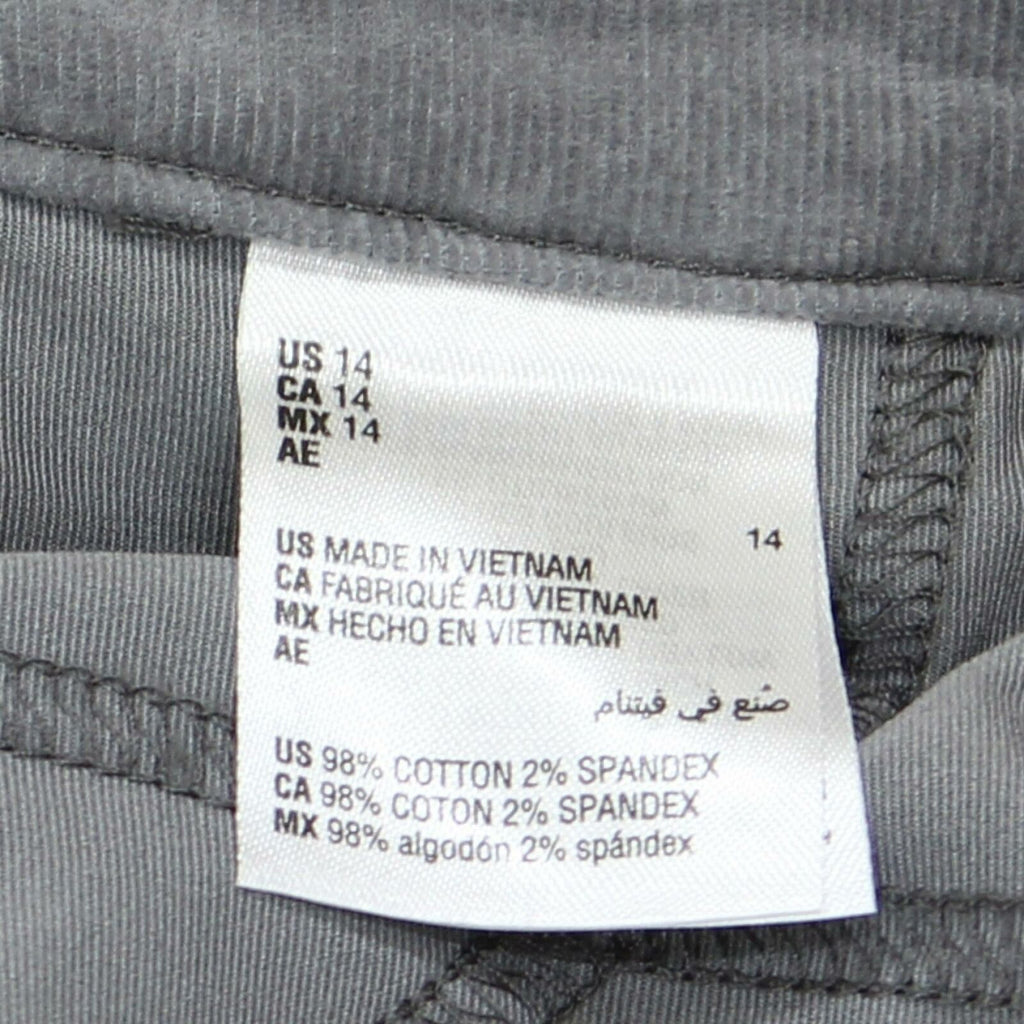 US 14
CA 14
MX 14
AE
14
US MADE IN VIETNAM
CA FABRIQUÉ AU VIETNAM
MX HECHO EN VIETNAM
AE
صُنع في فيتنام
US 98% COTTON 2% SPANDEX
CA 98% COTON 2% SPANDEX
MX 98% algodón 2% spándex